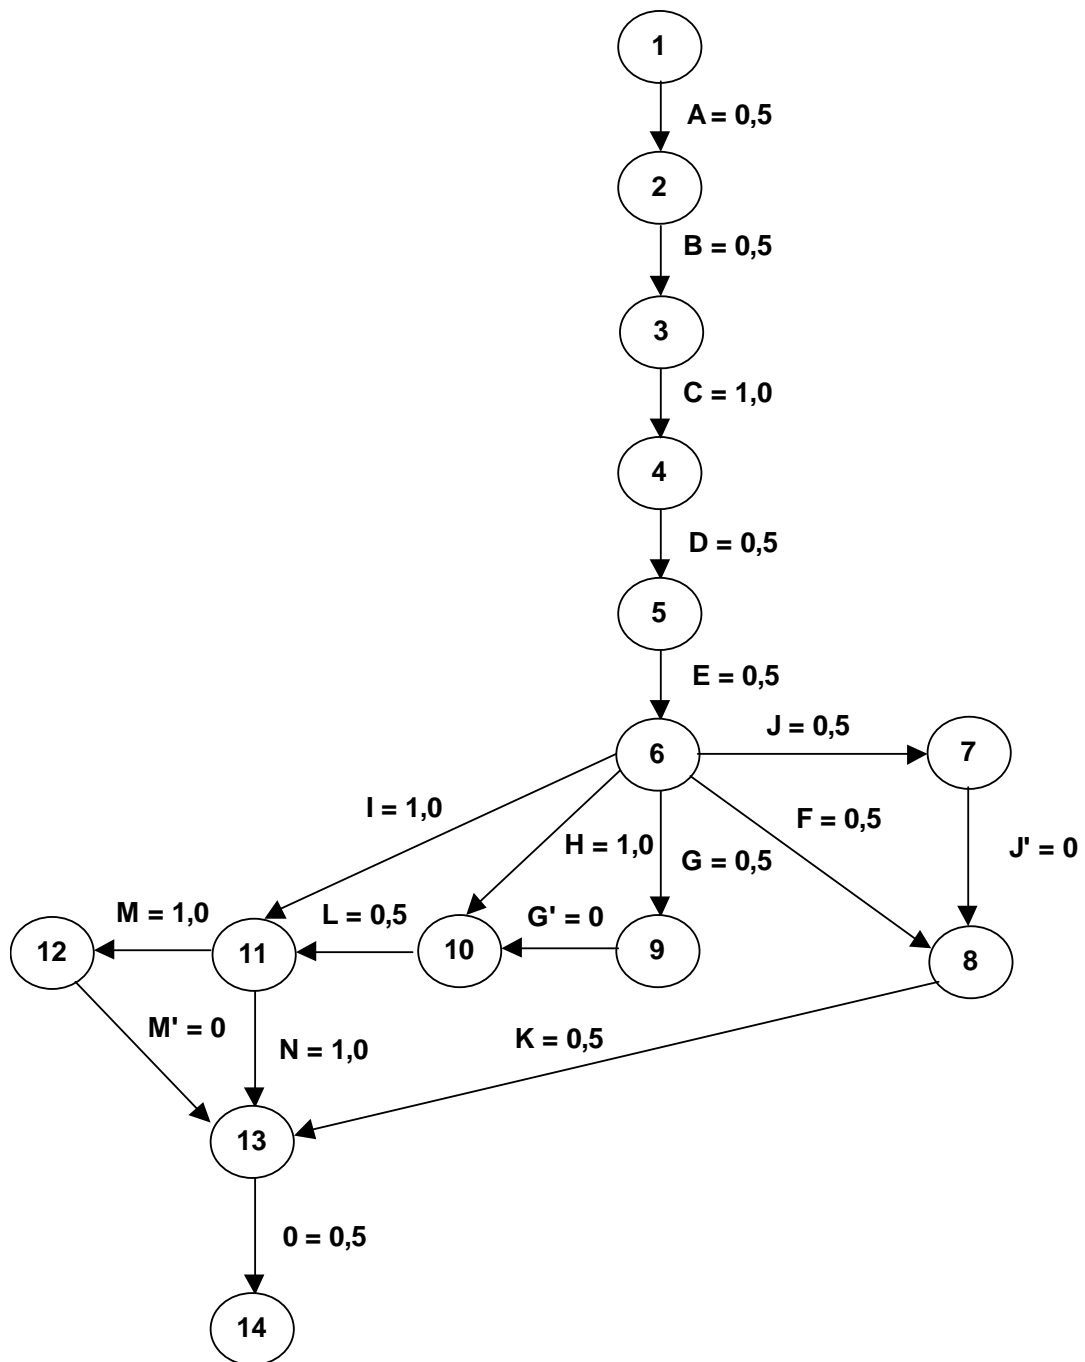 1
A = 0,5
2
B = 0,5
3
C = 1,0
4
D = 0,5
5
E = 0,5
J = 0,5
6
7
I = 1,0
F = 0,5
H = 1,0
G = 0,5
J' = 0
M = 1,0
L = 0,5
G' = 0
12
11
10
9
8
M' = 0
N = 1,0
K = 0,5
13
0 = 0,5
14